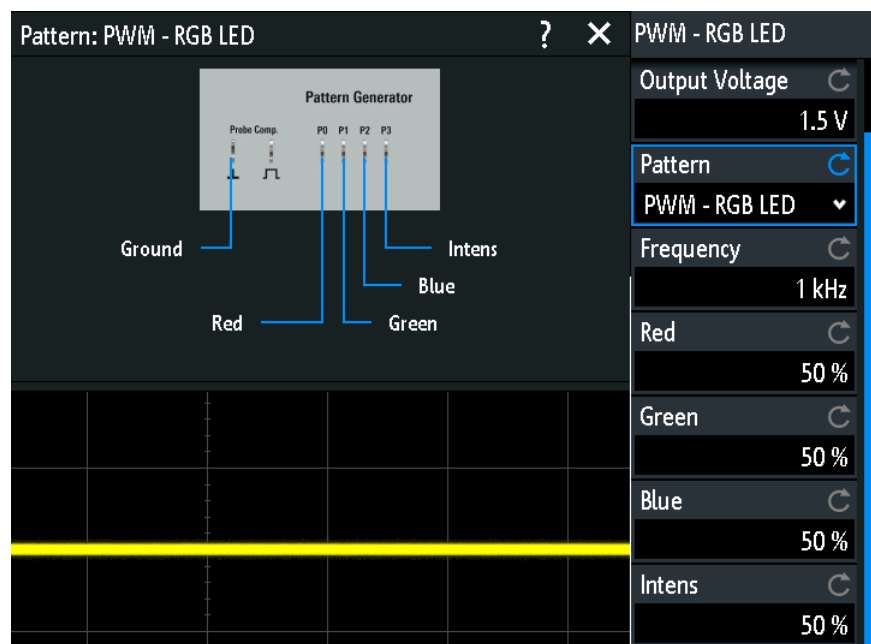 Pattern: PWM - RGB LED
?
PWM - RGB LED
Pattern Generator
Probe Comp.
P0 P1 P2 P3
Ground
Intens
Blue
Red
Green
Output Voltage
1.5 V
Pattern
PWM - RGB LED
Frequency
1 kHz
Red
50 %
Green
50 %
Blue
50 %
Intens
50 %